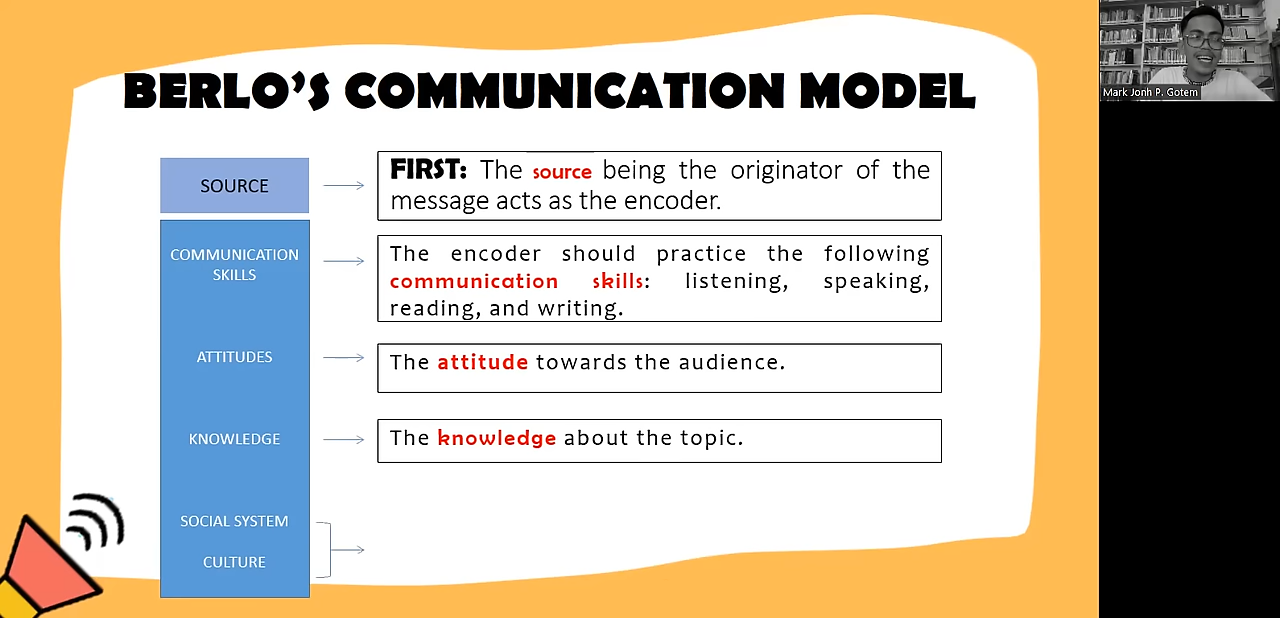 BERLO'S COMMUNICATION MODEL
SOURCE
FIRST: The source being the originator of the
message acts as the encoder.
COMMUNICATION
SKILLS
The encoder should practice the following
communication skills: listening, speaking,
reading, and writing.
ATTITUDES
The attitude towards the audience.
KNOWLEDGE
The knowledge about the topic.
SOCIAL SYSTEM
CULTURE
Mark Jonh P. Gotem